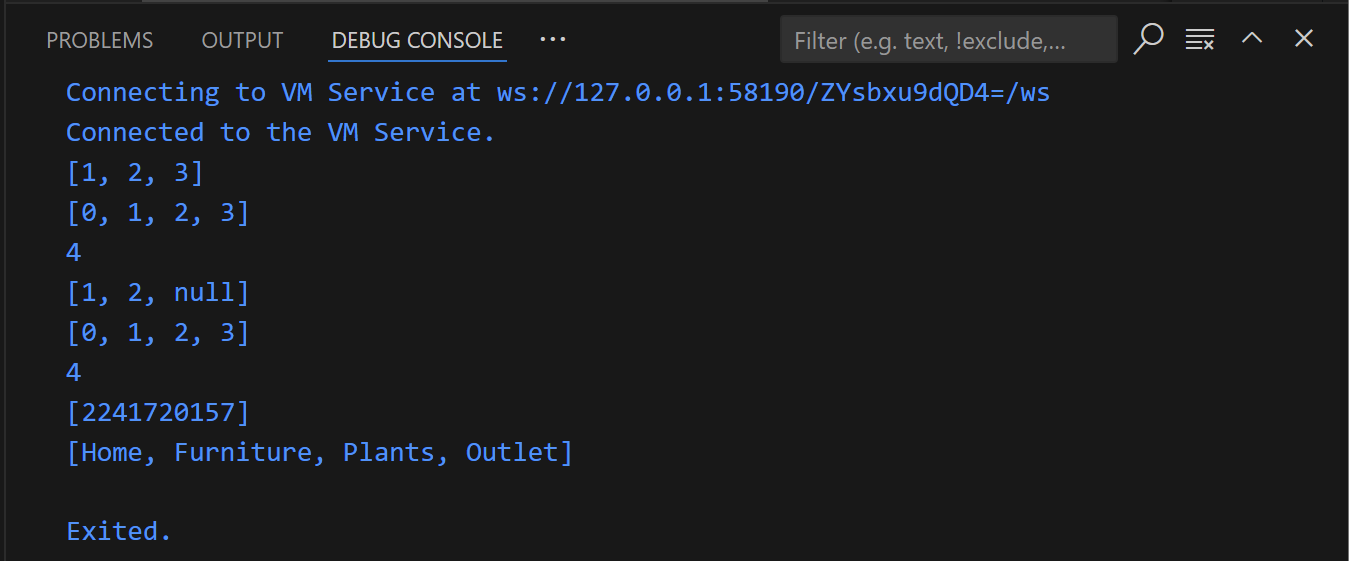 PROBLEMS OUTPUT DEBUG CONSOLE ··· Filter (e.g. text, !exclude,...
Connecting to VM Service at ws://127.0.0.1:58190/ZYsbxu9dQD4=/ws
Connected to the VM Service.
[1, 2, 3]
[0, 1, 2, 3]
4
[1, 2, null]
[0, 1, 2, 3]
4
[2241720157]
[Home, Furniture, Plants, Outlet]
Exited.